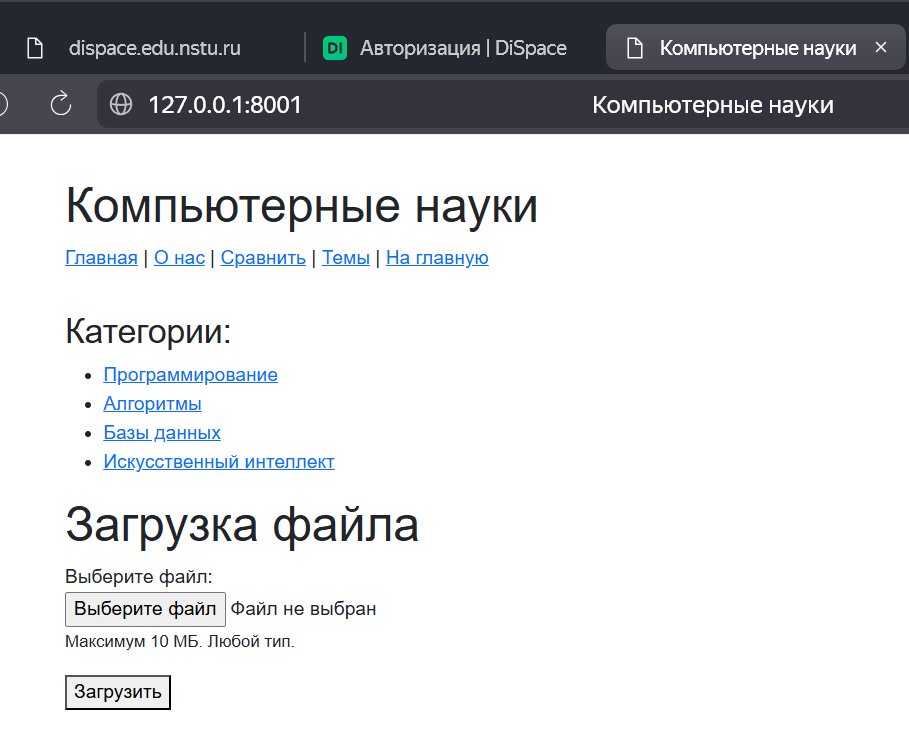 dispace.edu.nstu.ru DI Авторизация | DiSpace Компьютерные науки
127.0.0.1:8001 Компьютерные науки
Компьютерные науки
Главная | О нас | Сравнить | Темы | На главную
Категории:
Программирование
Алгоритмы
Базы данных
Искусственный интеллект
Загрузка файла
Выберите файл:
Выберите файл Файл не выбран
Максимум 10 МБ. Любой тип.
Загрузить